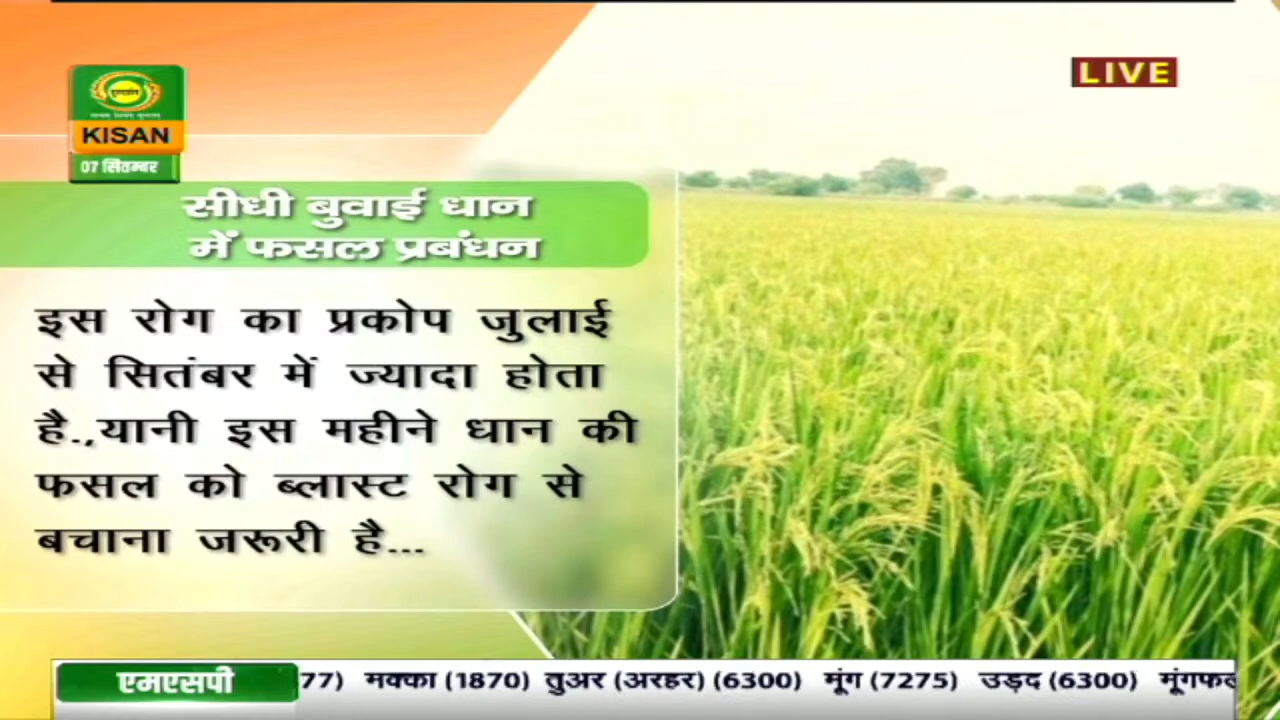 LIVE
KISAN
07 सितम्बर
सीधी बुवाई धान
में फसल प्रबंधन
इस रोग का प्रकोप जुलाई
से सितंबर में ज्यादा होता
है.,यानी इस महीने धान की
फसल को ब्लास्ट रोग से
बचाना जरूरी है...
एमएसपी 77) मक्का (1870) तुअर (अरहर) (6300) मूंग (7275) उड़द (6300)